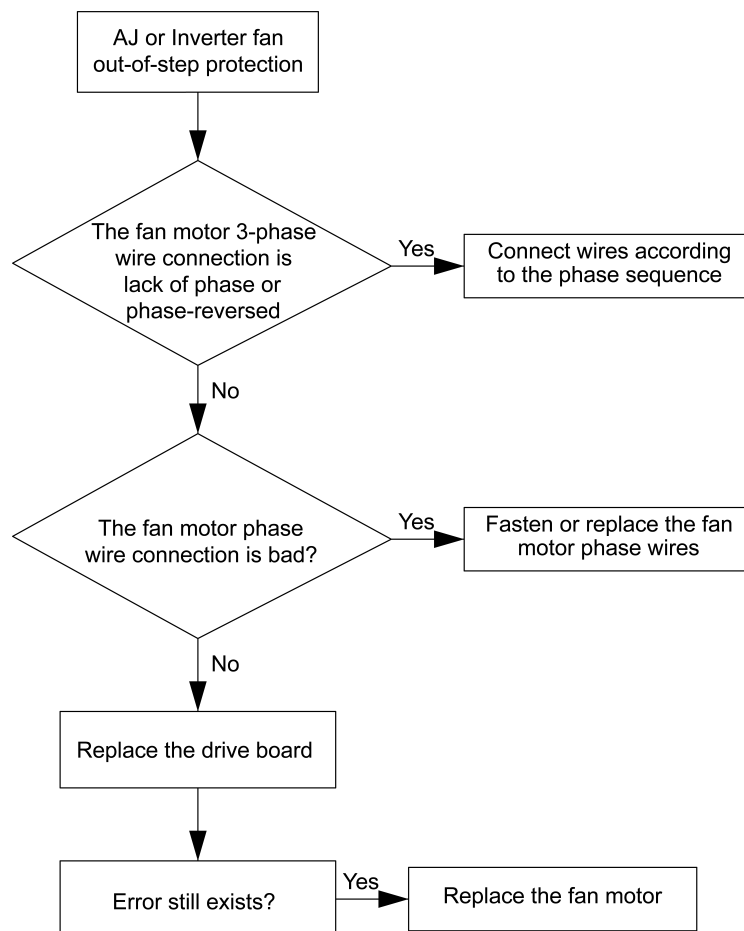 AJ or Inverter fan
out-of-step protection
The fan motor 3-phase
wire connection is
lack of phase or
phase-reversed
Yes
Connect wires according
to the phase sequence
No
The fan motor phase
wire connection is bad?
Yes
Fasten or replace the fan
motor phase wires
No
Replace the drive board
Error still exists?
Yes
Replace the fan motor